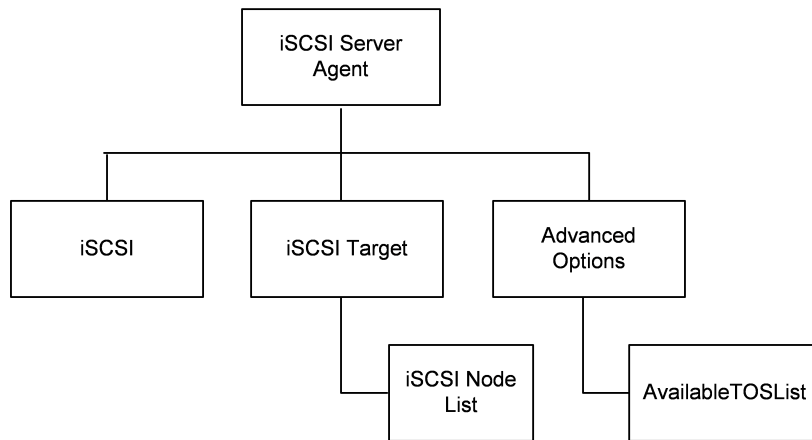 iSCSI Server
Agent
iSCSI
iSCSI Target
Advanced
Options
iSCSI Node
List
AvailableTOSList